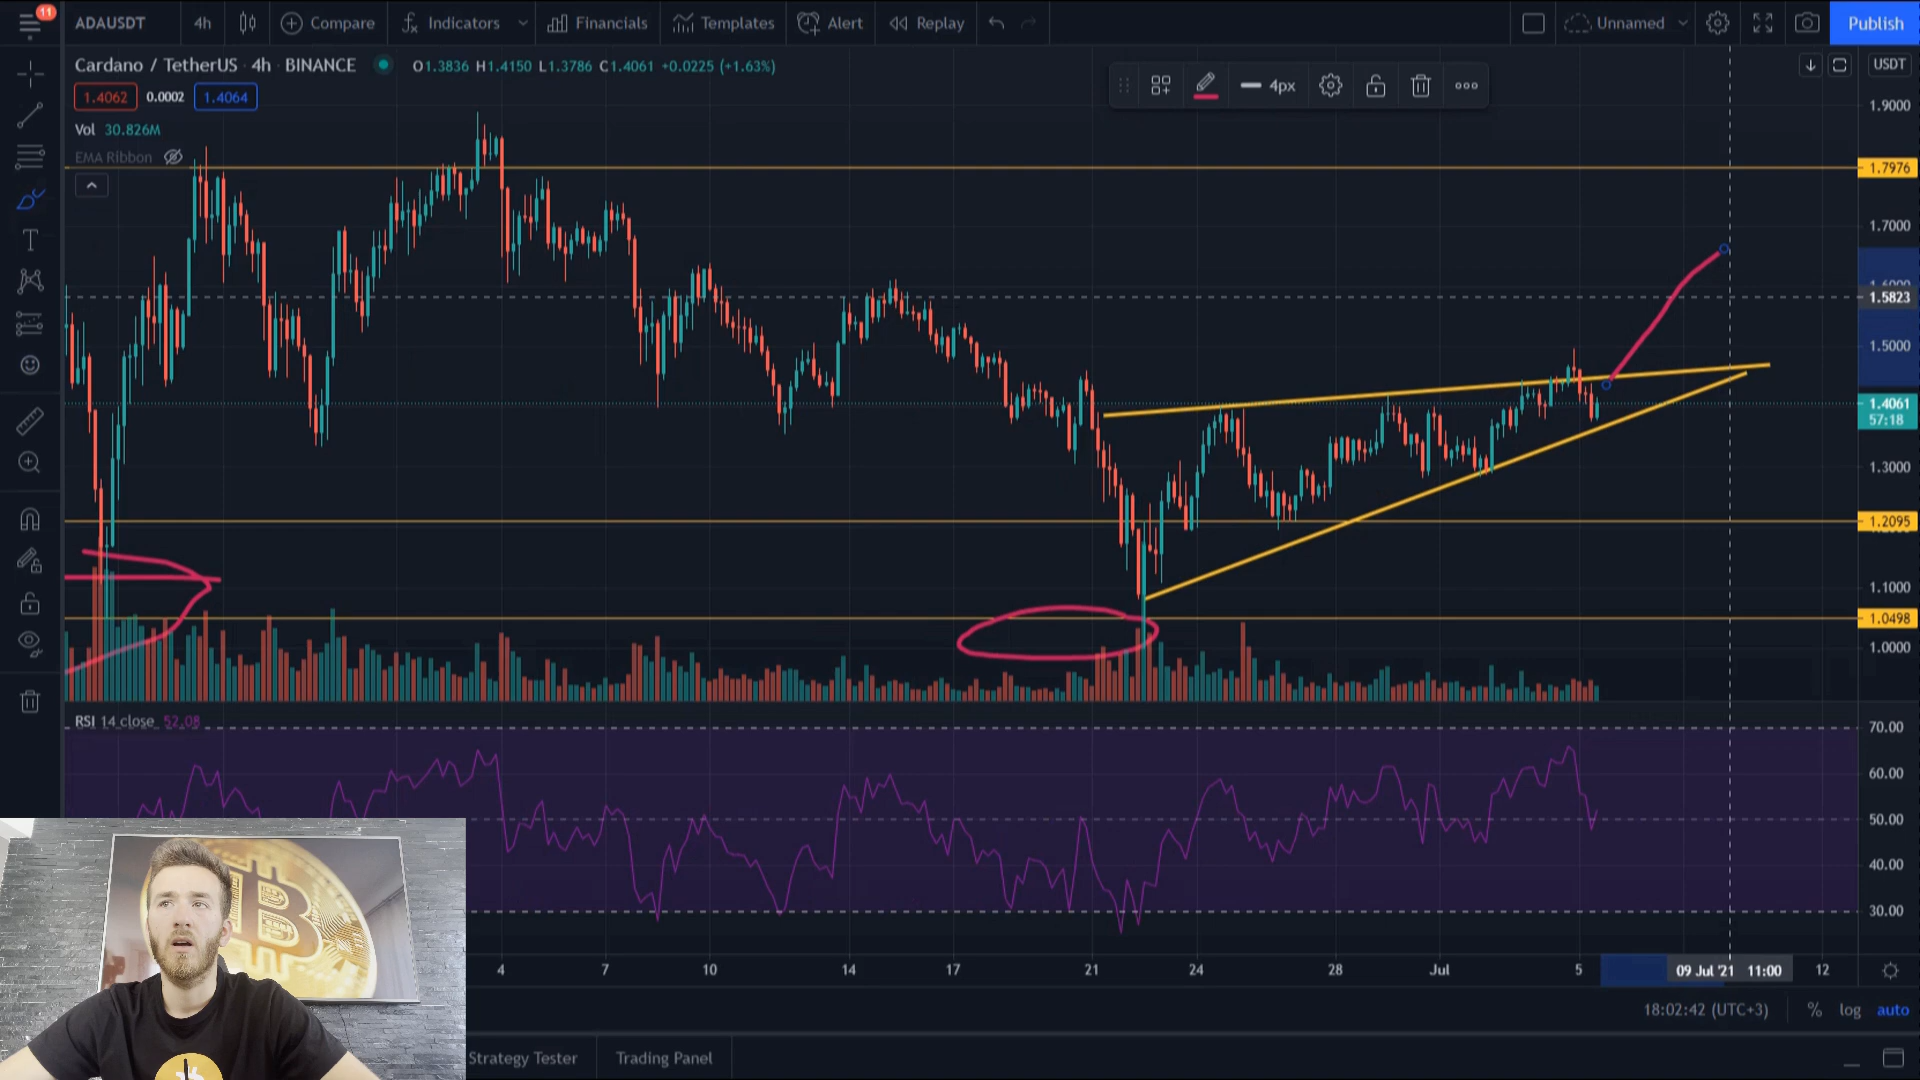 11
ADAUSDT 4h Compare Indicators Financials Templates Alert Replay Unnamed Publish
Cardano / TetherUS · 4h · BINANCE O1.3836 H1.4150 L1.3786 C1.4061 +0.0225 (+1.63%)
USDT
4px
1.4062 0.0002 1.4064
Vol 30.826M
EMA Ribbon
1.9000
1.7976
1.7000
1.5823
1.5000
1.4061
57:18
1.3000
1.2095
1.1000
1.0498
1.0000
RSI 14 close 52.08
70.00
60.00
50.00
40.00
30.00
4 7 10 14 17 21 24 28 Jul 5 09 Jul '21 11:00 12
18:02:42 (UTC+3) % log auto
Strategy Tester Trading Panel